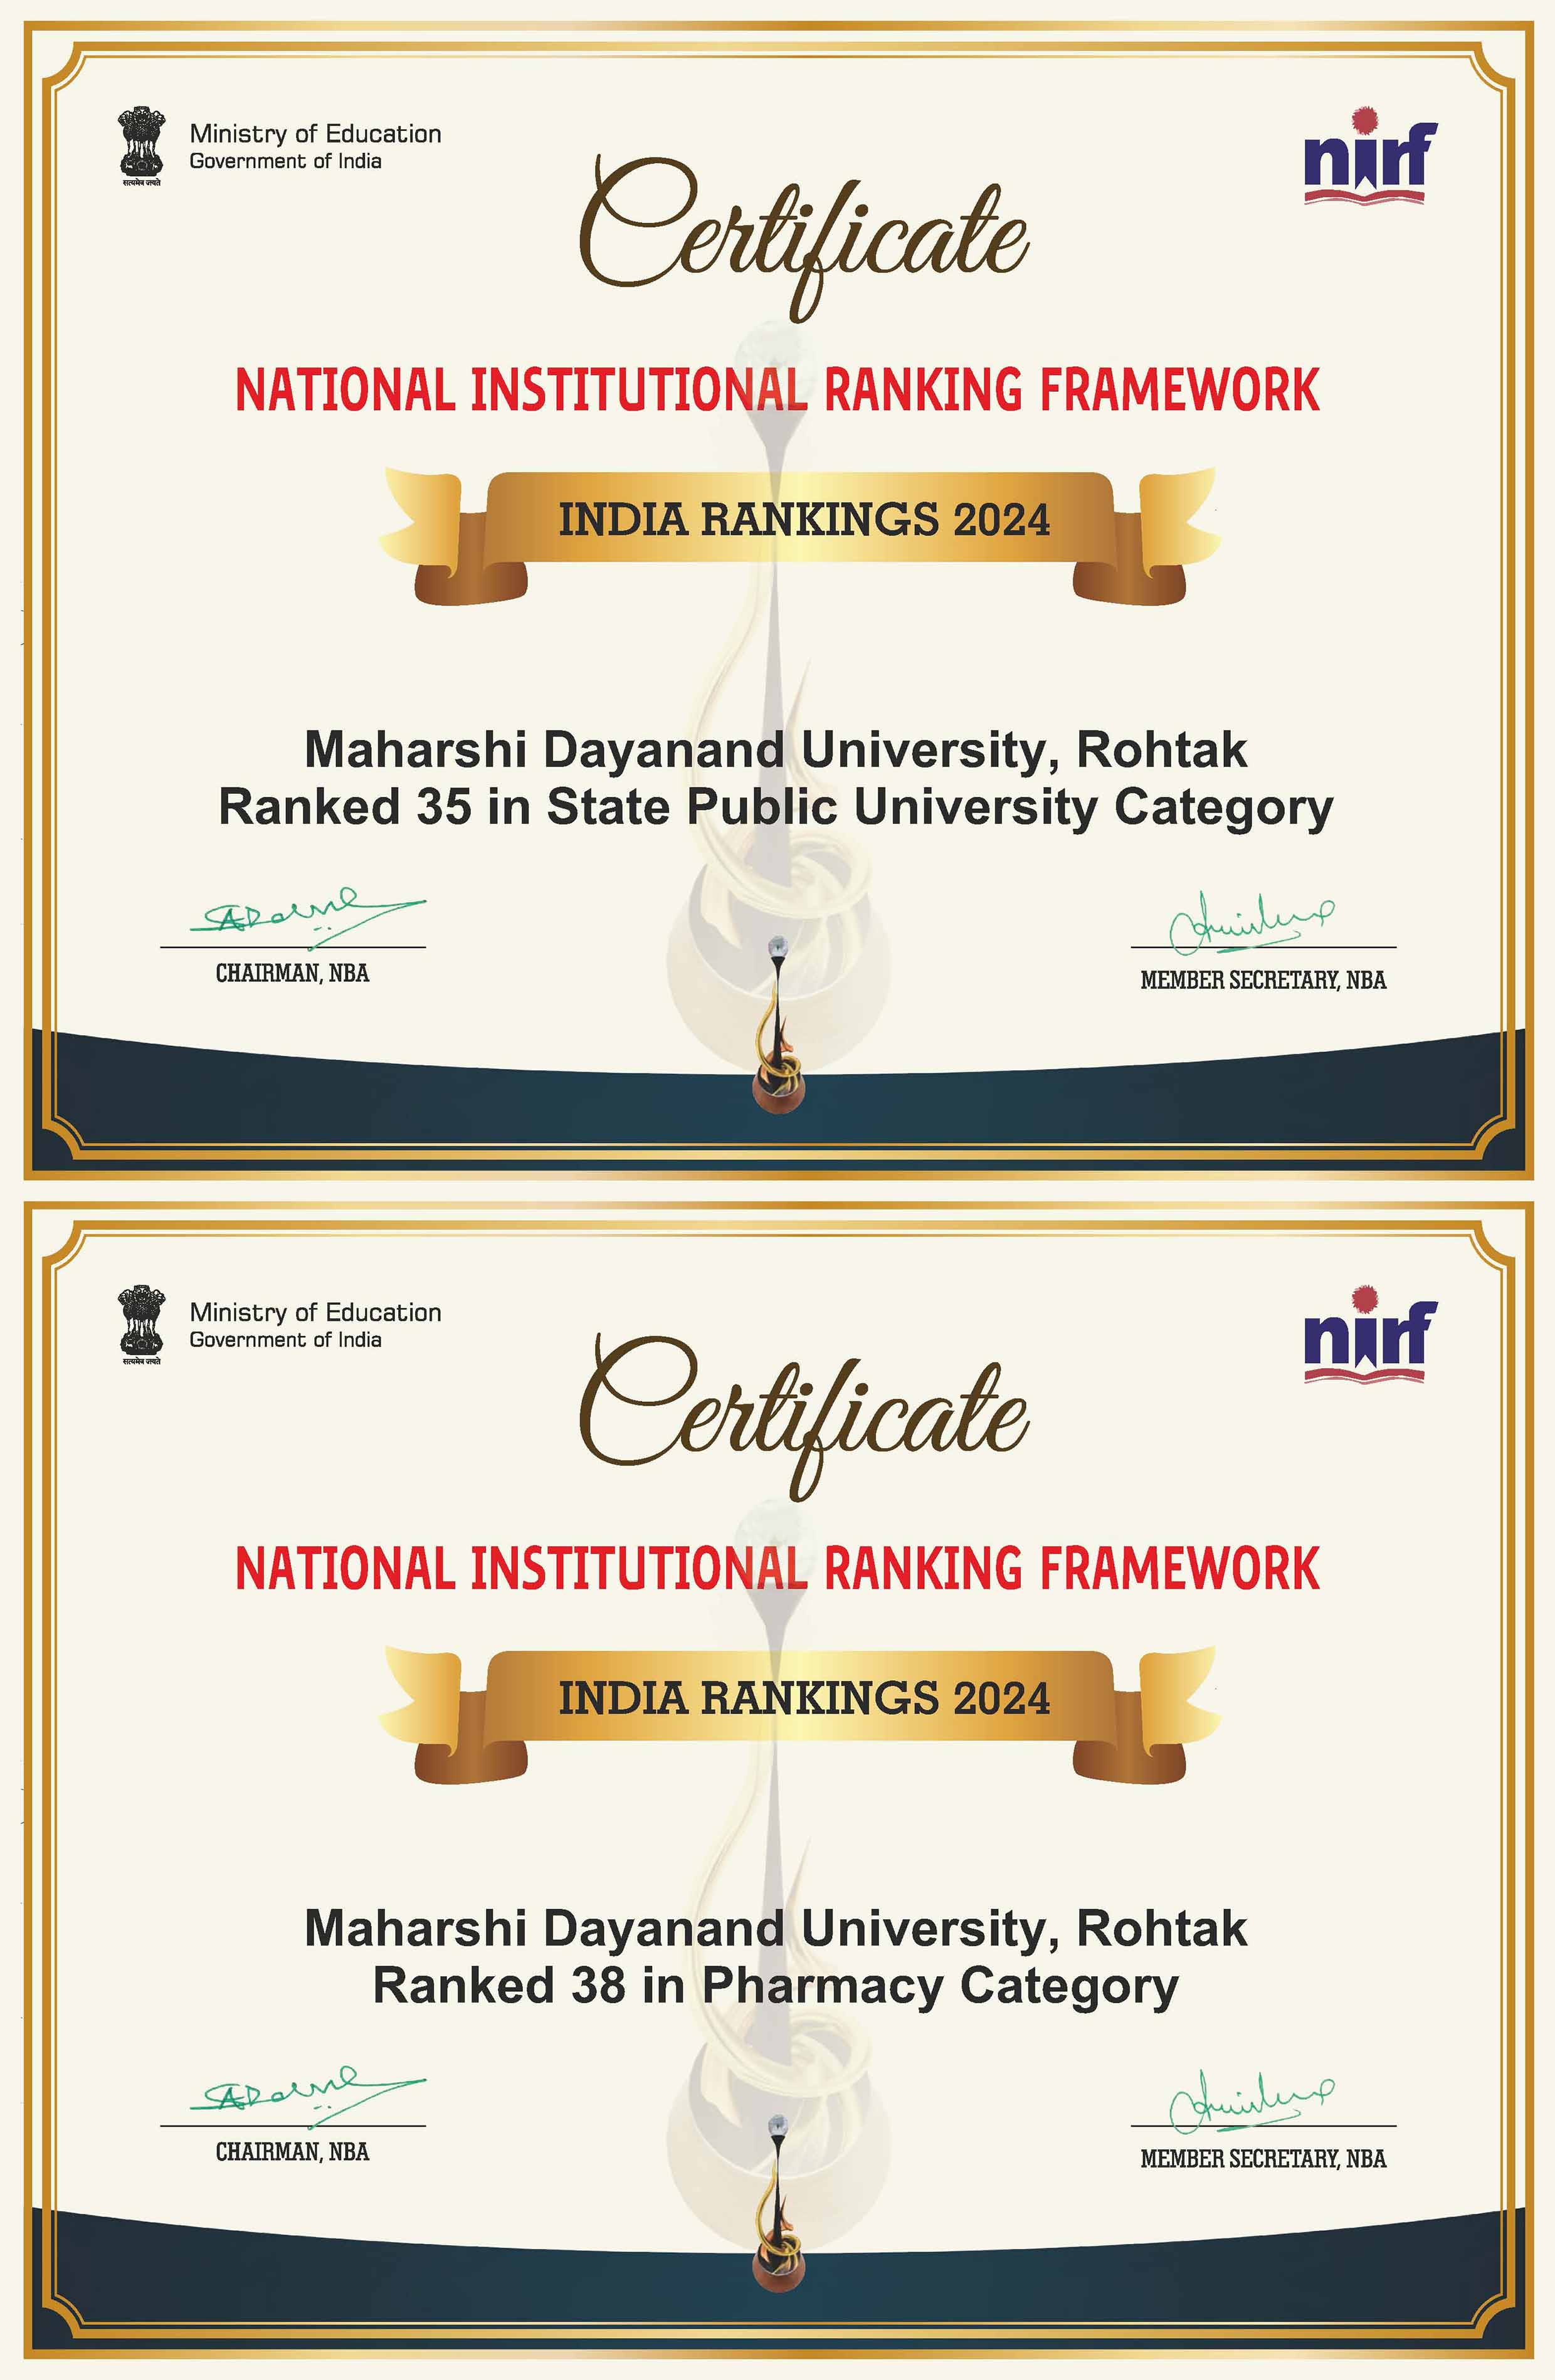 Ministry of Education
Government of India
सत्यमेव जयते
nirf
Certificate
NATIONAL INSTITUTIONAL RANKING FRAMEWORK
INDIA RANKINGS 2024
Maharshi Dayanand University, Rohtak
Ranked 35 in State Public University Category
CHAIRMAN, NBA
MEMBER SECRETARY, NBA
Ministry of Education
Government of India
सत्यमेव जयते
nirf
Certificate
NATIONAL INSTITUTIONAL RANKING FRAMEWORK
INDIA RANKINGS 2024
Maharshi Dayanand University, Rohtak
Ranked 38 in Pharmacy Category
CHAIRMAN, NBA
MEMBER SECRETARY, NBA